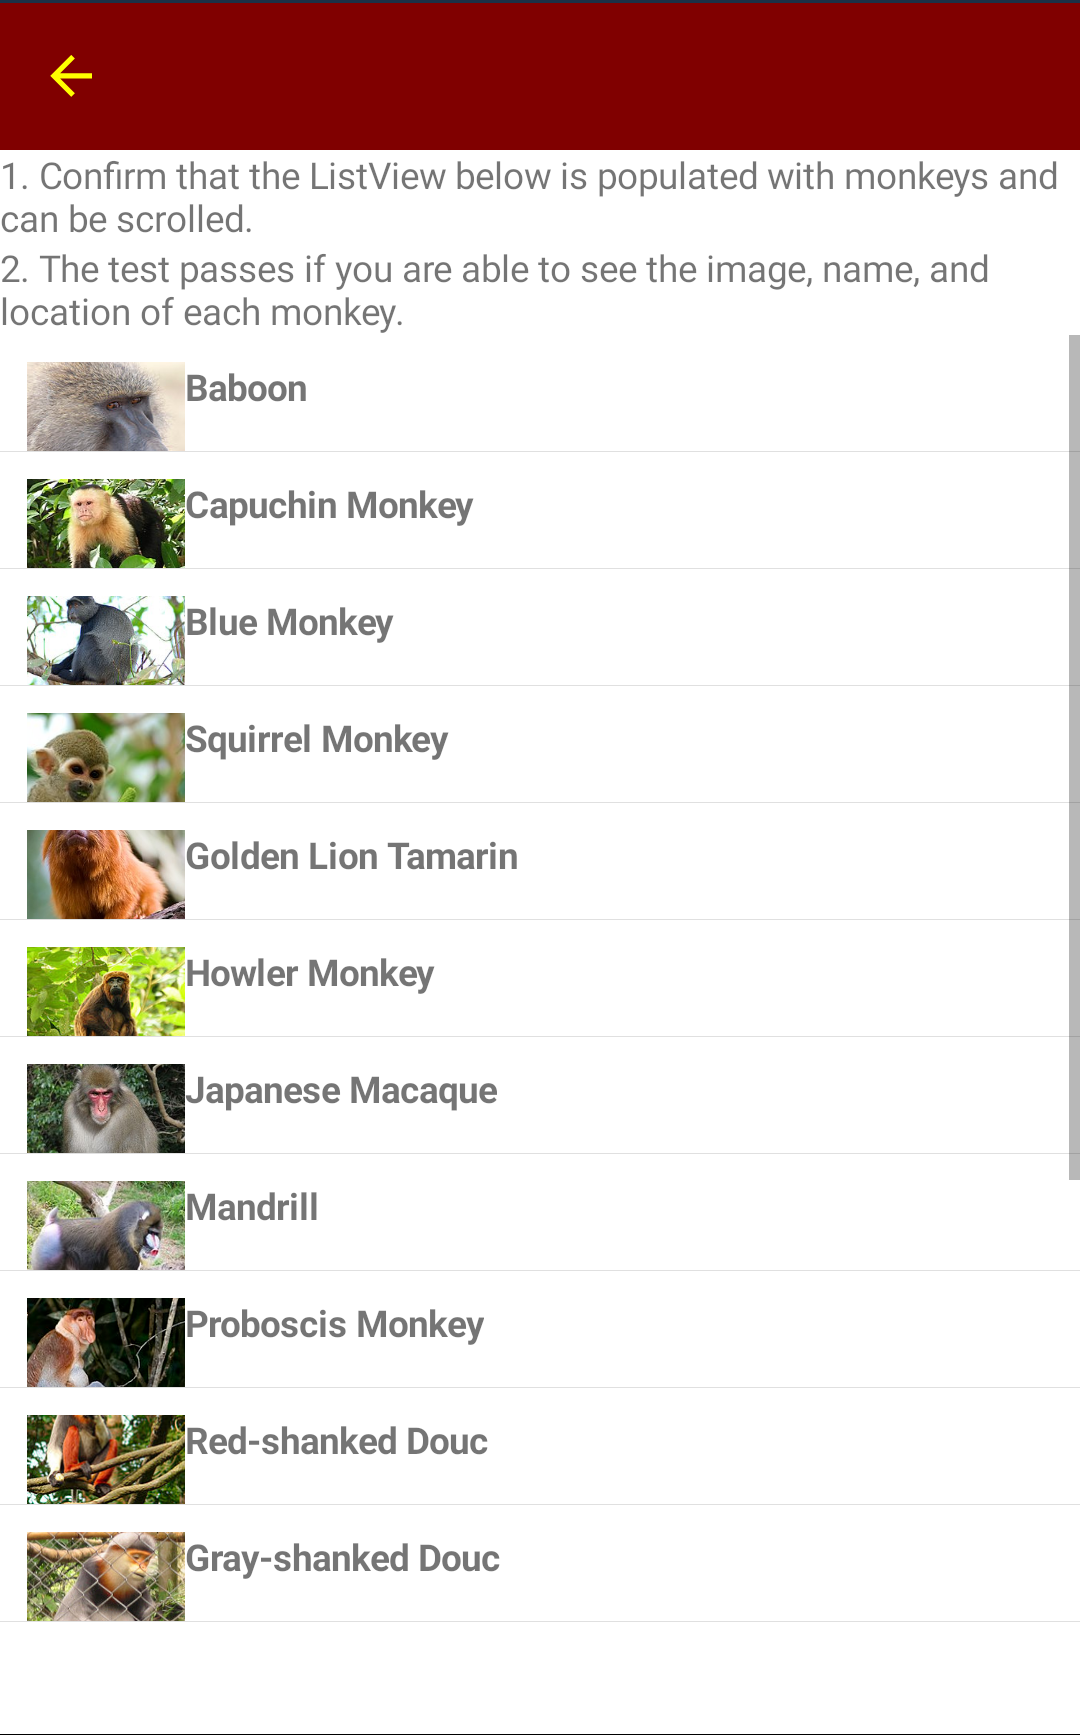 1. Confirm that the ListView below is populated with monkeys and
can be scrolled.
2. The test passes if you are able to see the image, name, and
location of each monkey.
Baboon
Capuchin Monkey
Blue Monkey
Squirrel Monkey
Golden Lion Tamarin
Howler Monkey
Japanese Macaque
Mandrill
Proboscis Monkey
Red-shanked Douc
Gray-shanked Douc